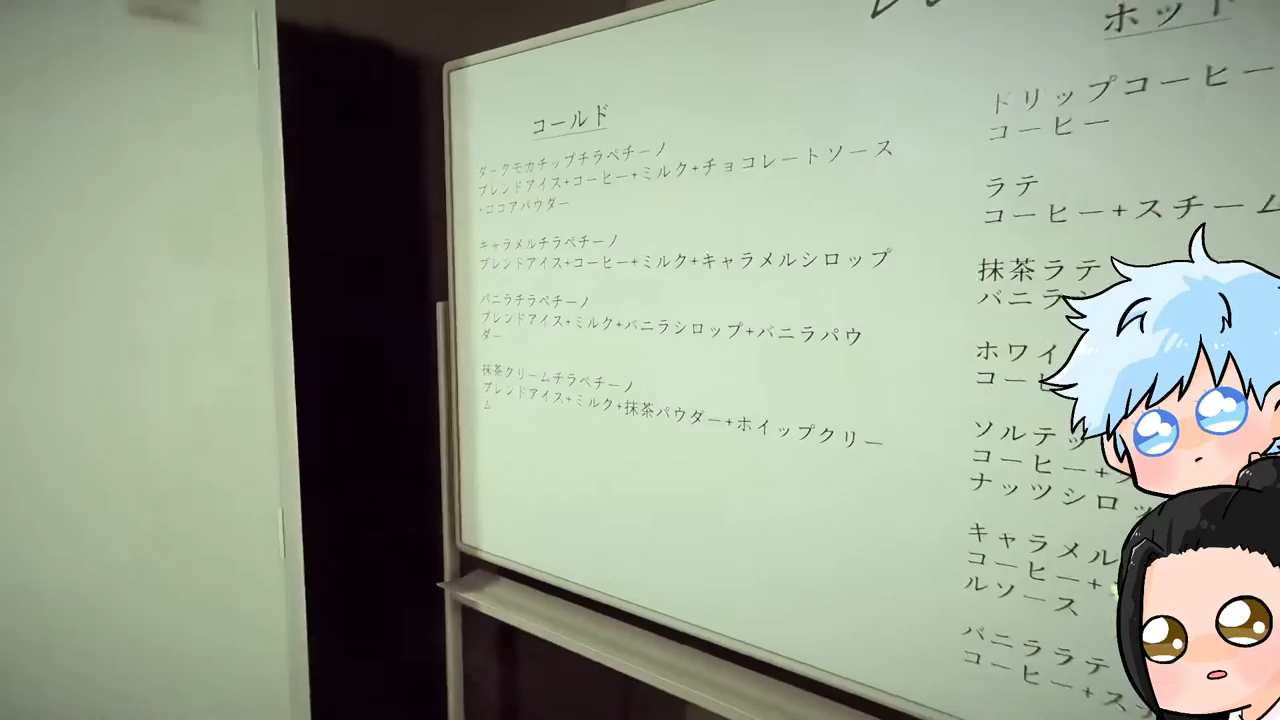 コールド
ダークモカチップチラペチーノ
ブレンドアイス+コーヒー+ミルク+チョコレートソース
+ココアパウダー
キャラメルチラペチーノ
ブレンドアイス+コーヒー+ミルク+キャラメルシロップ
バニラチラペチーノ
ブレンドアイス+ミルク+バニラシロップ+バニラパウ
ダー
抹茶クリームチラペチーノ
ブレンドアイス+ミルク+抹茶パウダー+ホイップクリー
ム
ホット
ドリップコーヒー
コーヒー
ラテ
コーヒー+スチーム
抹茶ラテ
バニラ
ホワイ
コーヒ
ソルテッ
コーヒー+
ナッツシロッ
キャラメル
コーヒー+
ルソース
バニララテ
コーヒー+ス